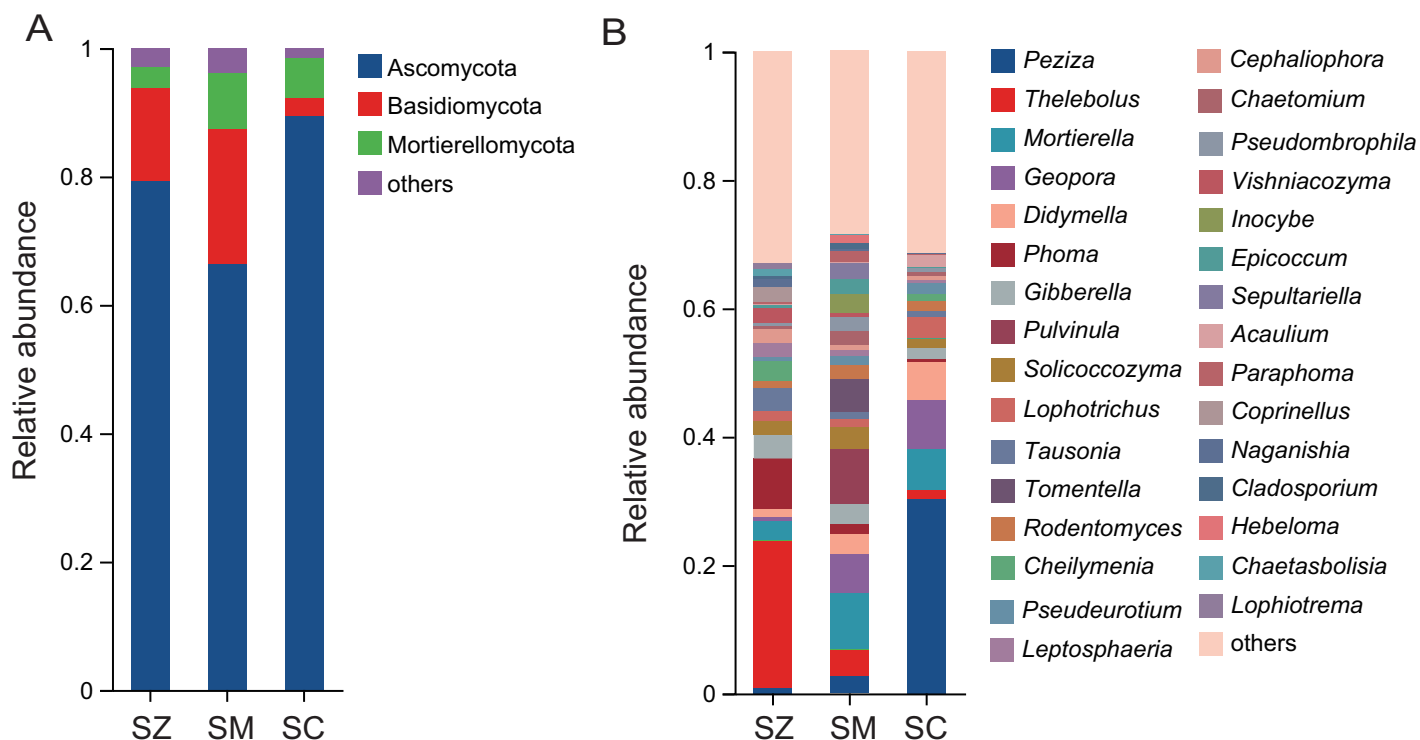 A
Relative abundance
1
0.8
0.6
0.4
0.2
0
SZ SM SC
Ascomycota
Basidiomycota
Mortierellomycota
others
B
Relative abundance
1
0.8
0.6
0.4
0.2
0
SZ SM SC
Peziza
Thelebolus
Mortierella
Geopora
Didymella
Phoma
Gibberella
Pulvinula
Solicoccozyma
Lophotrichus
Tausonia
Tomentella
Rodentomyces
Cheilymenia
Pseudeurotium
Leptosphaeria
Cephaliophora
Chaetomium
Pseudombrophila
Vishniacozyma
Inocybe
Epicoccum
Sepultariella
Acaulium
Paraphoma
Coprinellus
Naganishia
Cladosporium
Hebeloma
Chaetasbolisia
Lophiotrema
others